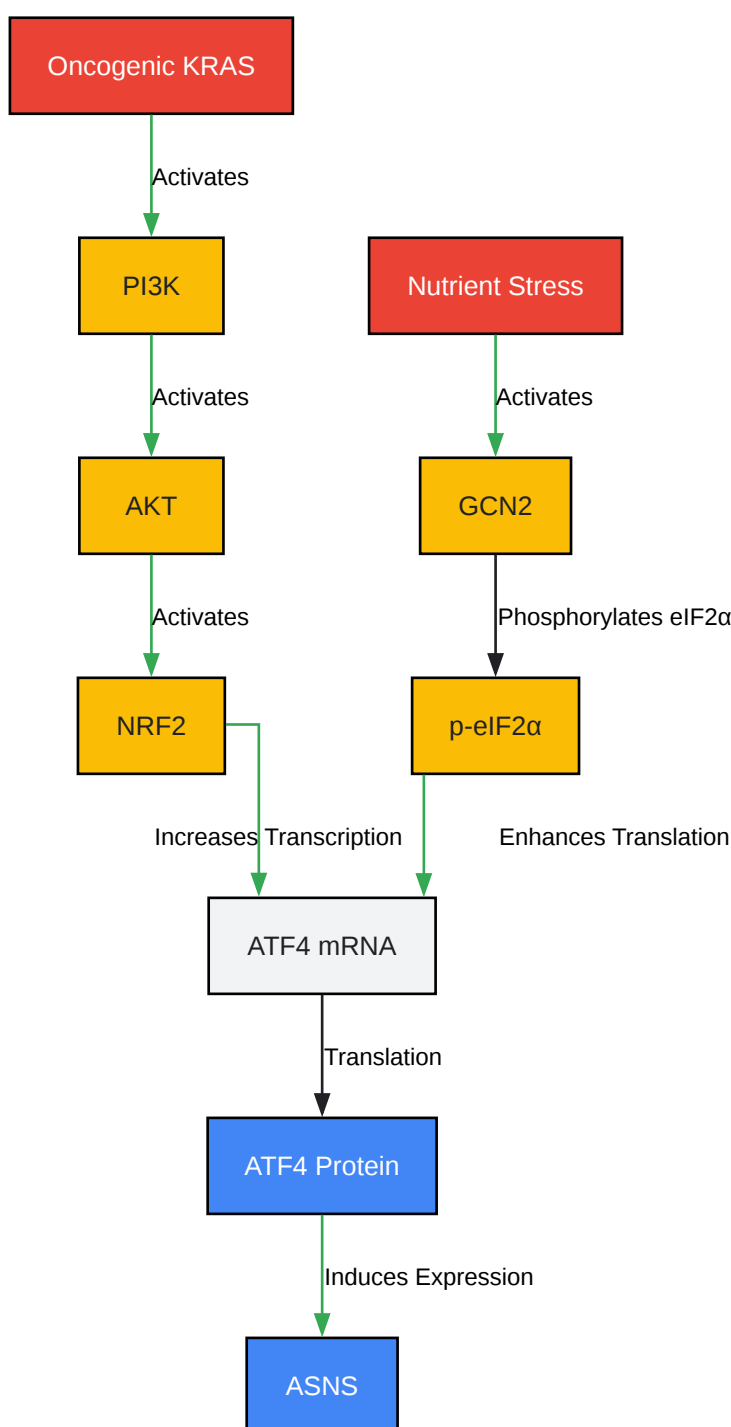 Oncogenic KRAS
Activates
PI3K
Nutrient Stress
Activates
Activates
AKT
GCN2
Activates
Phosphorylates eIF2α
NRF2
p-eIF2α
Increases Transcription
Enhances Translation
ATF4 mRNA
Translation
ATF4 Protein
Induces Expression
ASNS